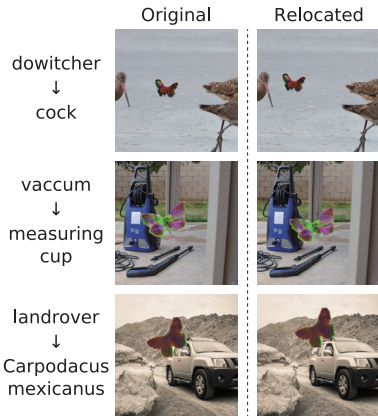 Original
Relocated
dowitcher
↓
cock
vaccum
↓
measuring
cup
landrover
↓
Carpodacus
mexicanus